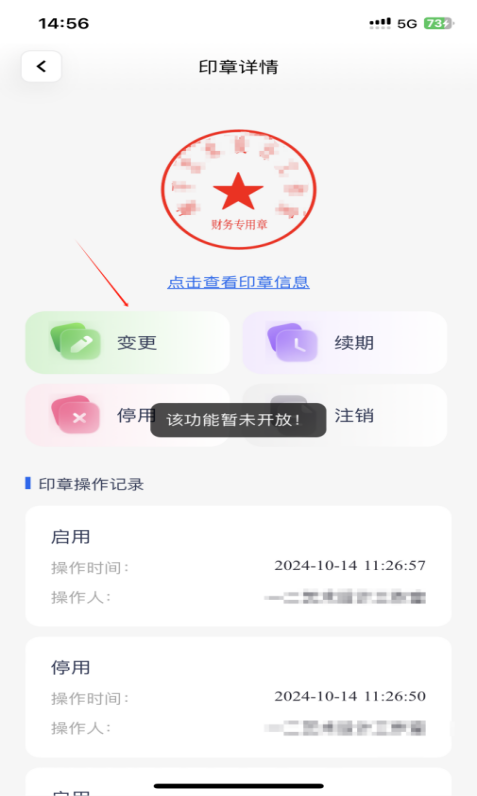 14:56
5G 73
印章详情
财务专用章
点击查看印章信息
变更
续期
停用
注销
该功能暂未开放！
印章操作记录
启用
操作时间： 2024-10-14 11:26:57
操作人：
停用
操作时间： 2024-10-14 11:26:50
操作人：